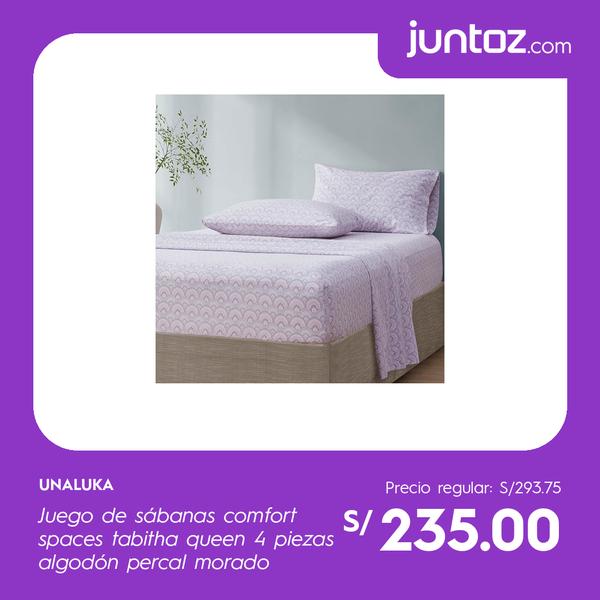 juntoz.com
UNALUKA
Juego de sábanas comfort
spaces tabitha queen 4 piezas
algodón percal morado
Precio regular: S/293.75
S/ 235.00